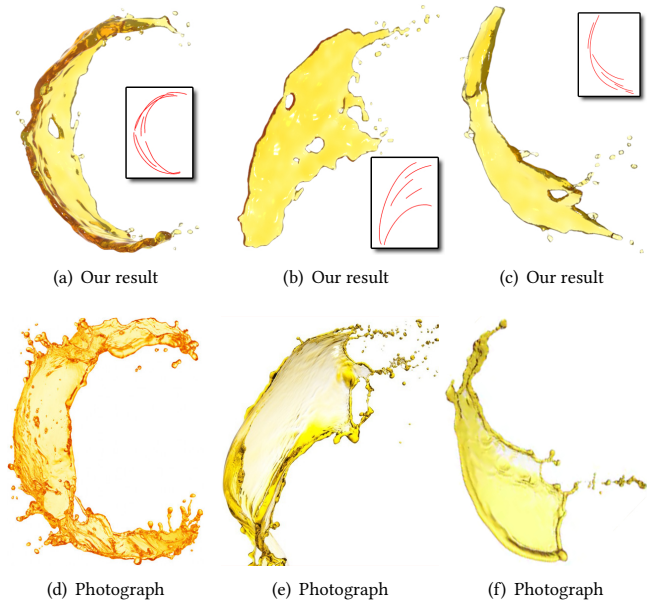 (a) Our result
(b) Our result
(c) Our result
(d) Photograph
(e) Photograph
(f) Photograph